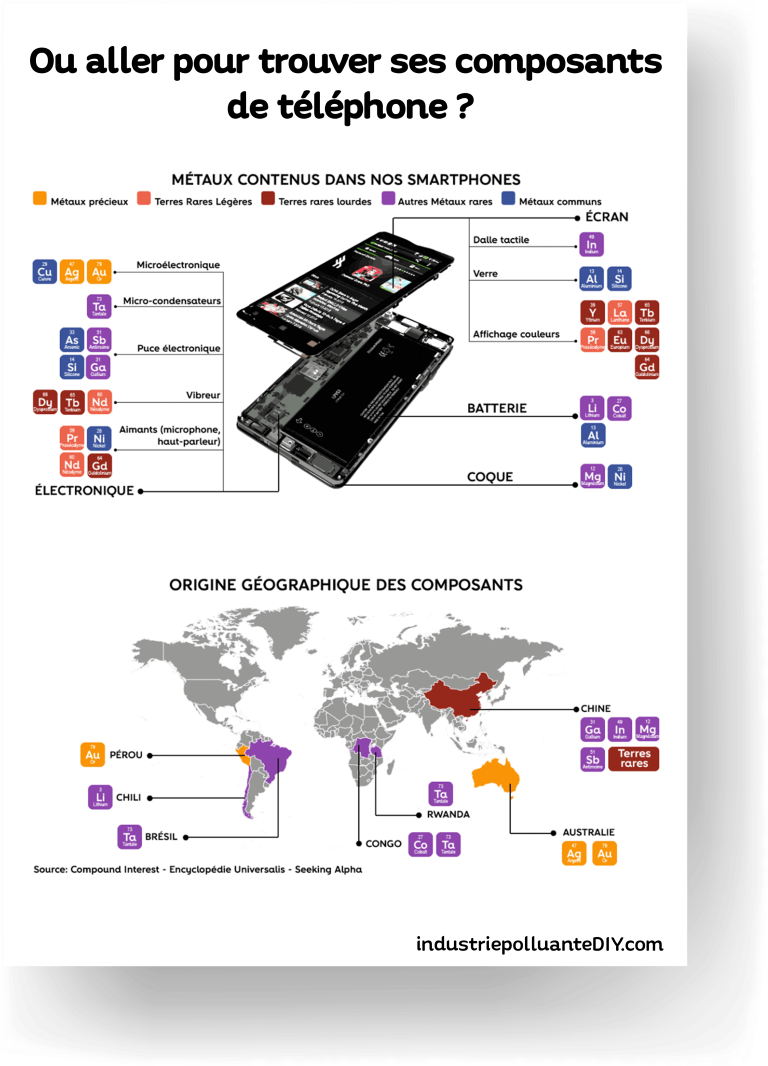 Ou aller pour trouver ses composants
de téléphone ?
MÉTAUX CONTENUS DANS NOS SMARTPHONES
Métaux précieux
Terres Rares Légères
Terres rares lourdes
Autres Métaux rares
Métaux communs
ÉCRAN
Dalle tactile
49
In
Indium
Verre
13
Al
Aluminium
14
Si
Silicone
Affichage couleurs
39
Y
Yttrium
57
La
Lanthane
65
Tb
Terbium
59
Pr
63
Eu
Europium
66
Dy
64
Gd
BATTERIE
3
Li
Lithium
27
Co
Cobalt
13
Al
Aluminium
COQUE
12
Mg
Magnésium
28
Ni
Nickel
Microélectronique
29
Cu
Cuivre
47
Ag
Argent
79
Au
Or
Micro-condensateurs
73
Ta
Tantale
Puce électronique
33
As
Arsenic
51
Sb
Antimoine
14
Si
Silicone
31
Ga
Gallium
Vibreur
66
Dy
65
Tb
Terbium
60
Nd
Néodyme
Aimants (microphone,
haut-parleur)
59
Pr
28
Ni
Nickel
60
Nd
Néodyme
64
Gd
ÉLECTRONIQUE
ORIGINE GÉOGRAPHIQUE DES COMPOSANTS
CHINE
31
Ga
Gallium
49
In
Indium
12
Mg
Magnésium
51
Sb
Antimoine
Terres
rares
79
Au
Or
PÉROU
3
Li
Lithium
CHILI
73
Ta
Tantale
BRÉSIL
73
Ta
Tantale
RWANDA
CONGO
27
Co
Cobalt
73
Ta
Tantale
AUSTRALIE
47
Ag
Argent
79
Au
Or
Source: Compound Interest - Encyclopédie Universalis - Seeking Alpha
industriepolluanteDIY.com